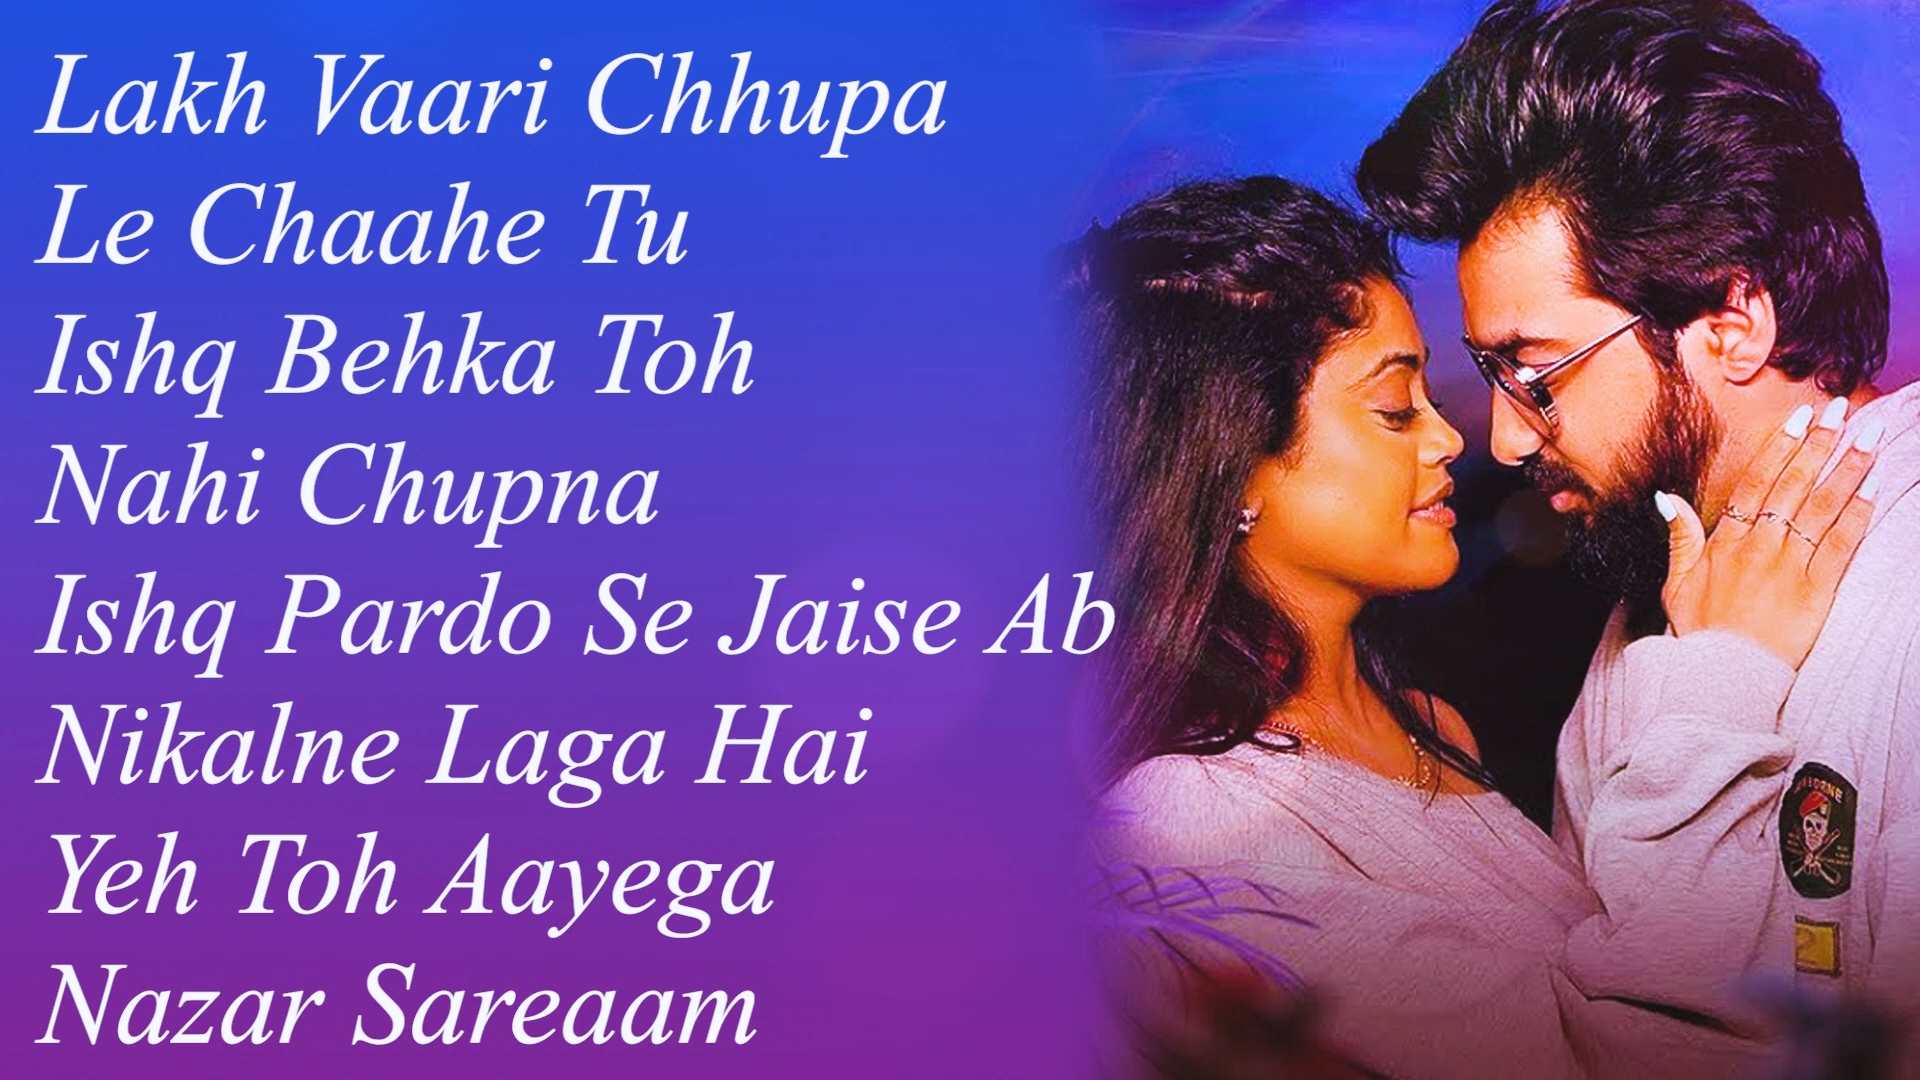 Lakh Vaari Chhupa
Le Chaahe Tu
Ishq Behka Toh
Nahi Chupna
Ishq Pardo Se Jaise Ab
Nikalne Laga Hai
Yeh Toh Aayega
Nazar Sareaam